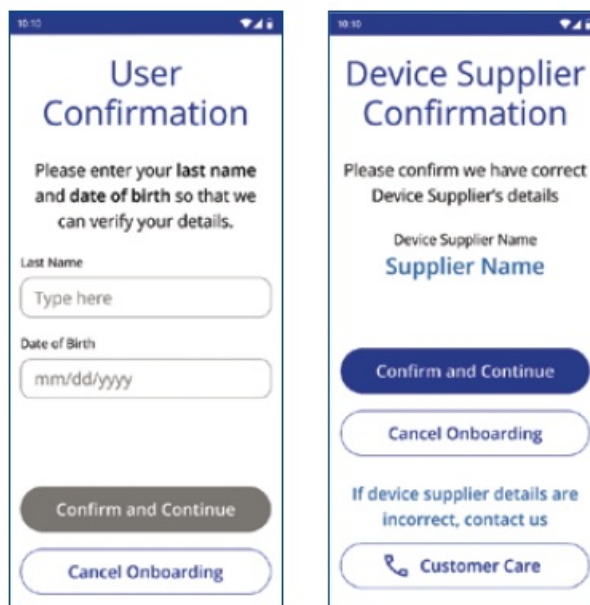 10:10
User
Confirmation
Please enter your last name
and date of birth so that we
can verify your details.
Last Name
Type here
Date of Birth
mm/dd/yyyy
Confirm and Continue
Cancel Onboarding
10:10
Device Supplier
Confirmation
Please confirm we have correct
Device Supplier's details
Device Supplier Name
Supplier Name
Confirm and Continue
Cancel Onboarding
If device supplier details are
incorrect, contact us
Customer Care